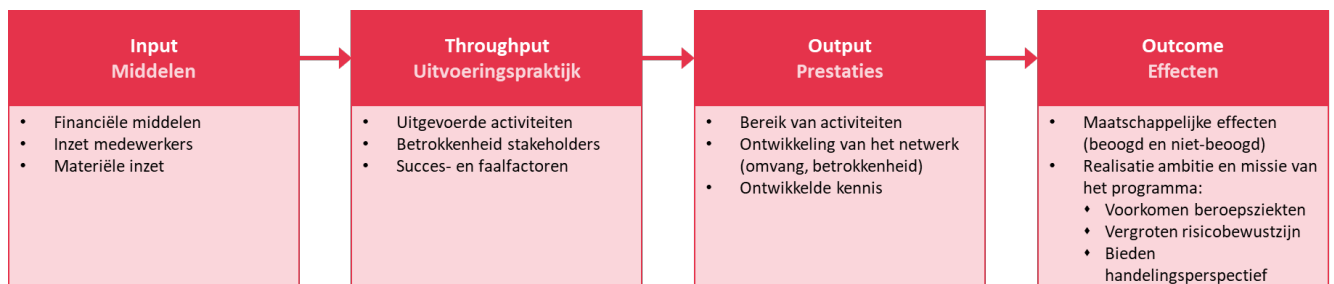 Input
Middelen
• Financiële middelen
• Inzet medewerkers
• Materiële inzet
Throughput
Uitvoeringspraktijk
• Uitgevoerde activiteiten
• Betrokkenheid stakeholders
• Succes- en faalfactoren
Output
Prestaties
• Bereik van activiteiten
• Ontwikkeling van het netwerk
(omvang, betrokkenheid)
• Ontwikkelde kennis
Outcome
Effecten
• Maatschappelijke effecten
(beoogd en niet-beoogd)
• Realisatie ambitie en missie van
het programma:
♦ Voorkomen beroepsziekten
♦ Vergroten risicobewustzijn
♦ Bieden
handelingsperspectief